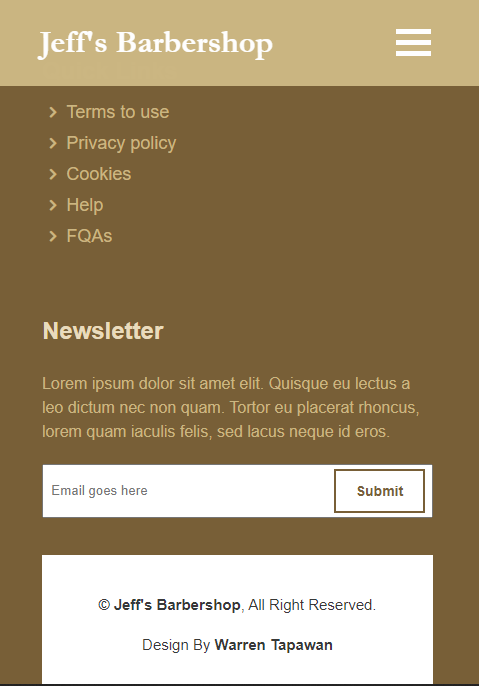 Jeff's Barbershop
Terms to use
Privacy policy
Cookies
Help
FQAs
Newsletter
Lorem ipsum dolor sit amet elit. Quisque eu lectus a
leo dictum nec non quam. Tortor eu placerat rhoncus,
lorem quam iaculis felis, sed lacus neque id eros.
Email goes here
Submit
© Jeff's Barbershop, All Right Reserved.
Design By Warren Tapawan